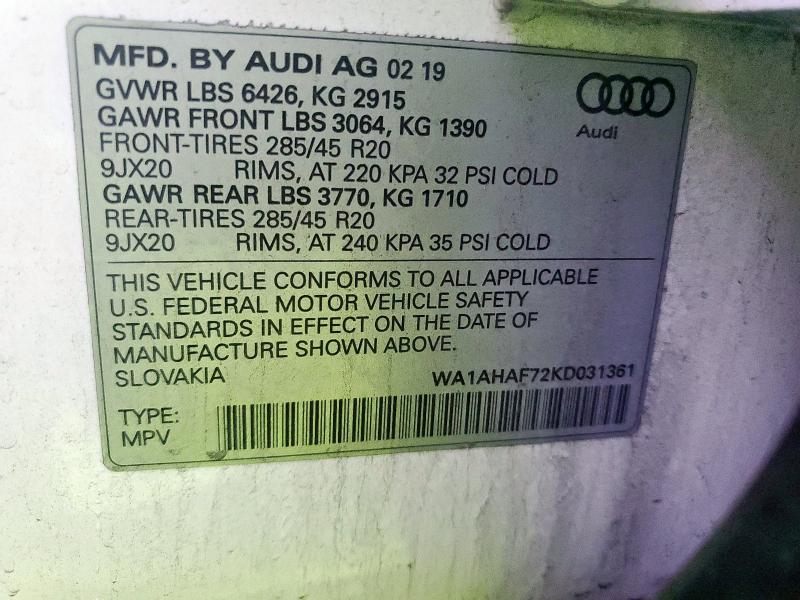 MFD. BY AUDI AG 02 19
GVWR LBS 6426, KG 2915
GAWR FRONT LBS 3064, KG 1390
FRONT-TIRES 285/45 R20
9JX20 RIMS, AT 220 KPA 32 PSI COLD
GAWR REAR LBS 3770, KG 1710
REAR-TIRES 285/45 R20
9JX20 RIMS, AT 240 KPA 35 PSI COLD
Audi
THIS VEHICLE CONFORMS TO ALL APPLICABLE
U.S. FEDERAL MOTOR VEHICLE SAFETY
STANDARDS IN EFFECT ON THE DATE OF
MANUFACTURE SHOWN ABOVE.
SLOVAKIA WA1AHAF72KD031361
TYPE:
MPV